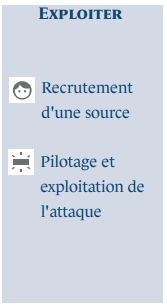 EXPLOITER
Recrutement
d'une source
Pilotage et
exploitation de
l'attaque